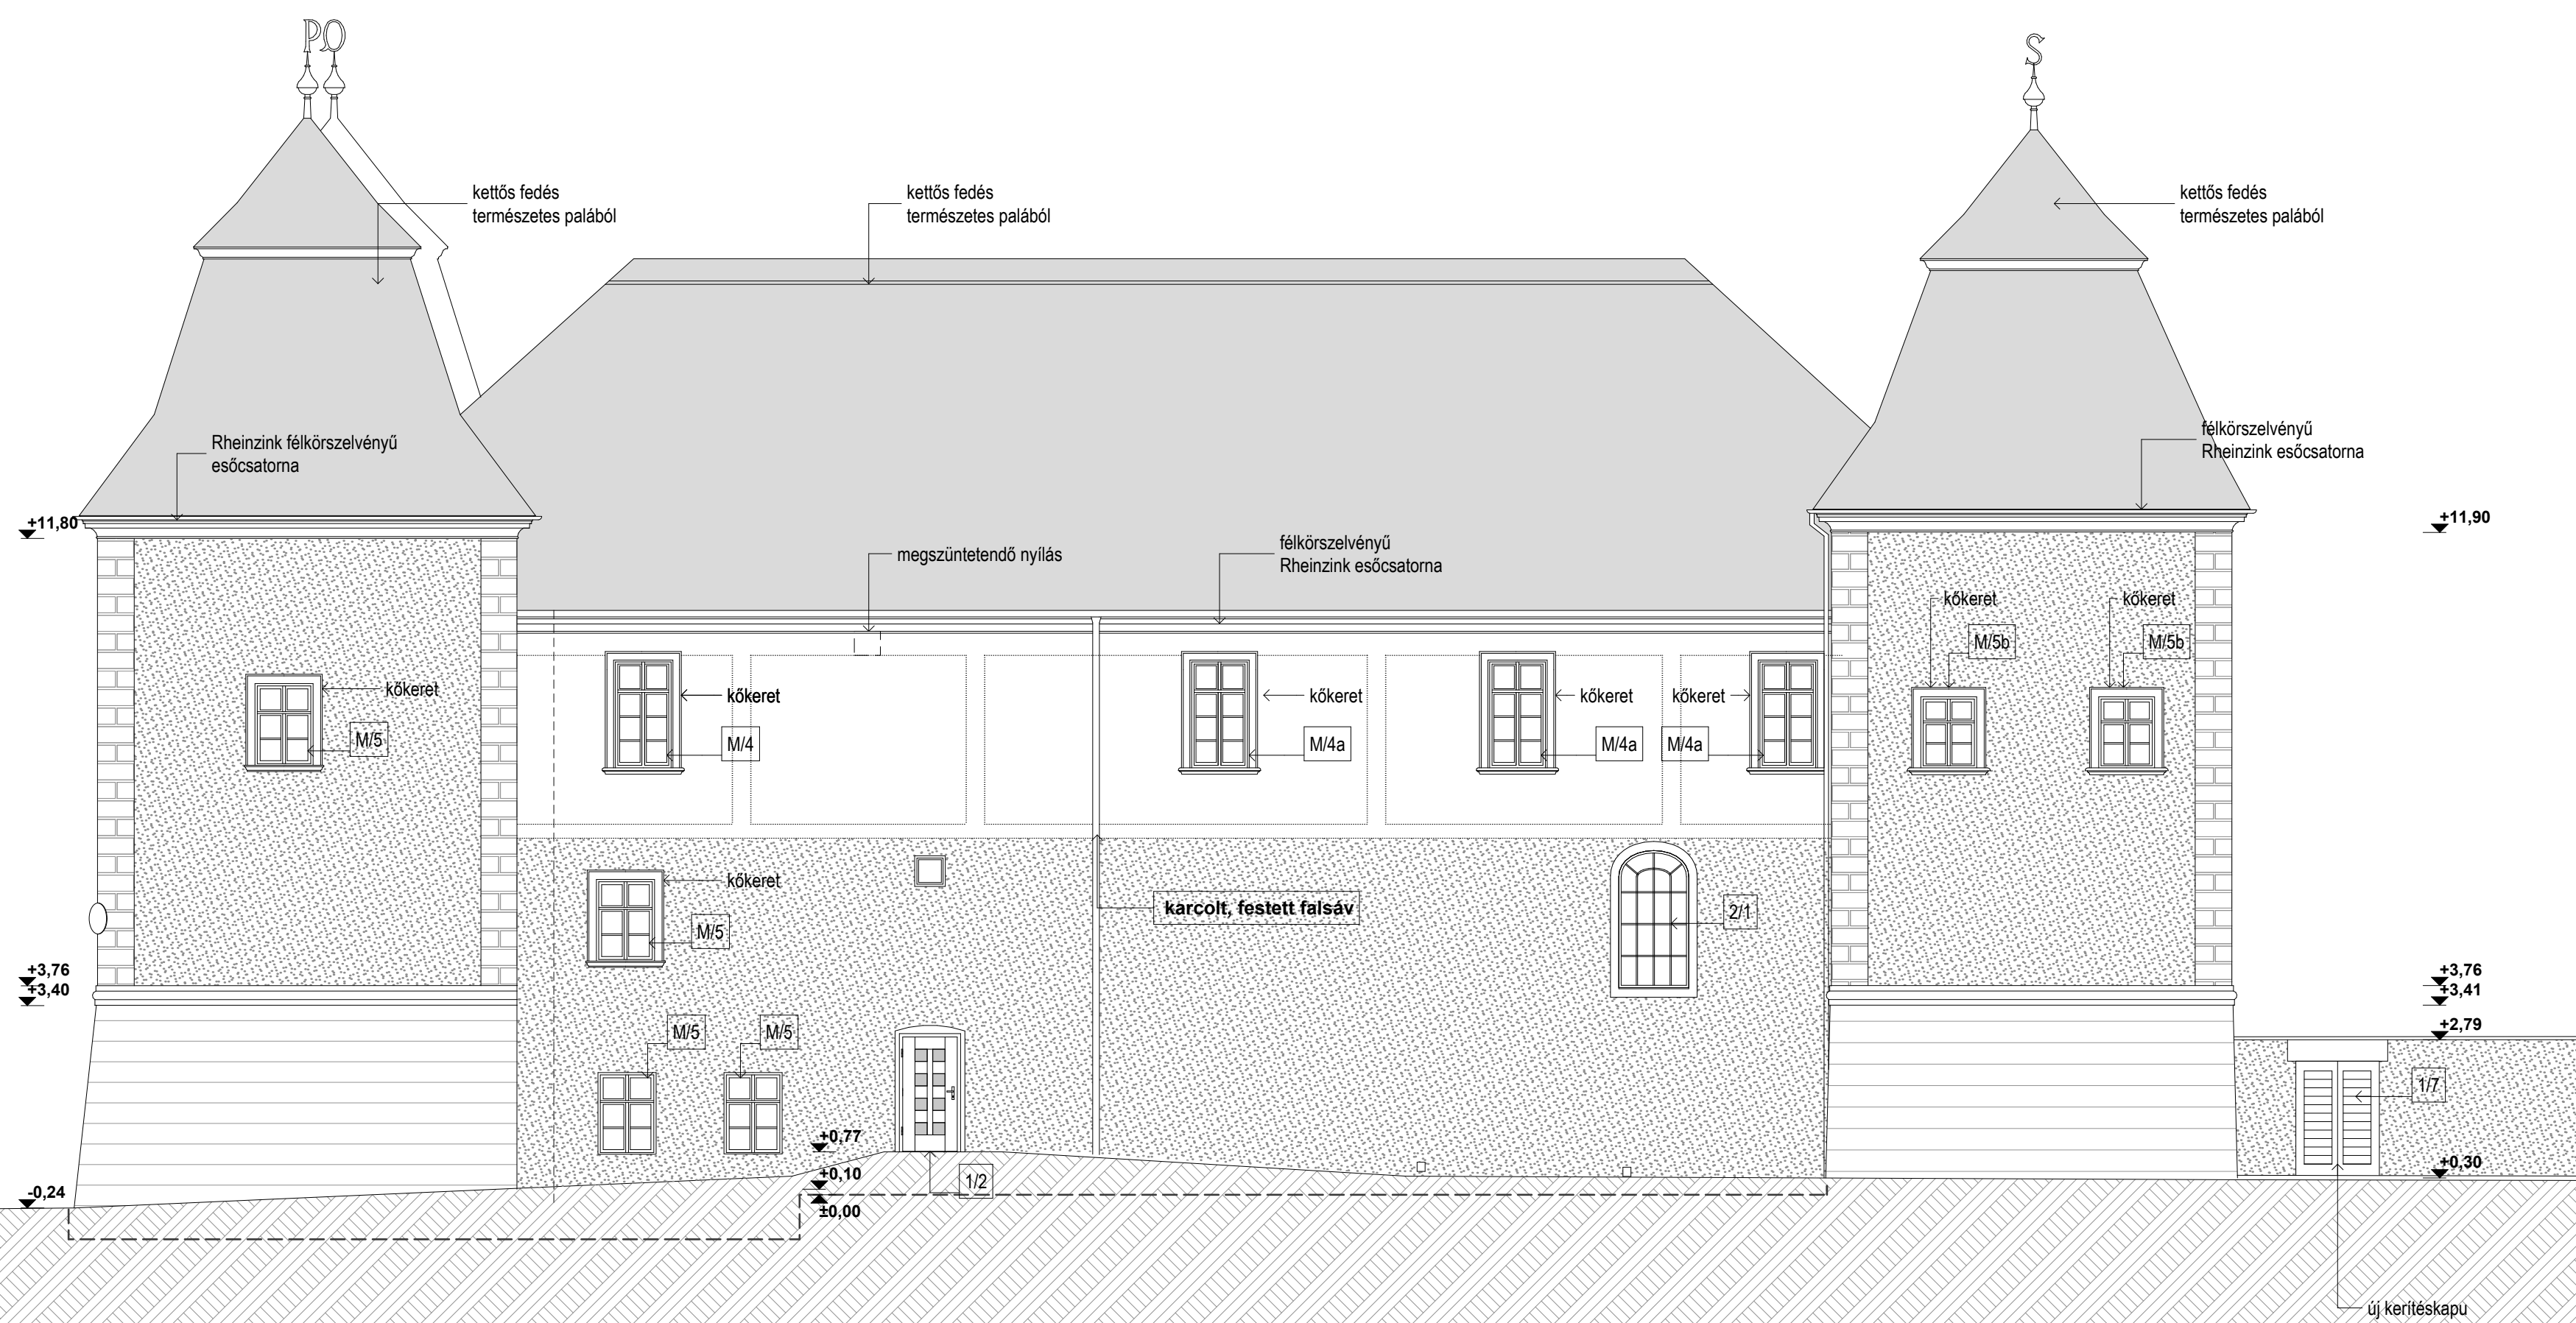 PO
S
kettős fedés
természetes palából
kettős fedés
természetes palából
kettős fedés
természetes palából
Rheinzink félkörszelvényű
esőcsatorna
félkörszelvényű
Rheinzink esőcsatorna
+11,80
+11,90
megszüntetendő nyílás
félkörszelvényű
Rheinzink esőcsatorna
kőkeret
kőkeret
M/5b
M/5b
kőkeret
kőkeret
kőkeret
kőkeret
kőkeret
M/5
M/4
M/4a
M/4a
M/4a
kőkeret
karcolt, festett falsáv
2/1
M/5
+3,76
+3,40
+3,76
+3,41
+2,79
M/5
M/5
1/7
+0,77
+0,10
±0,00
1/2
-0,24
+0,30
új kerítéskapu